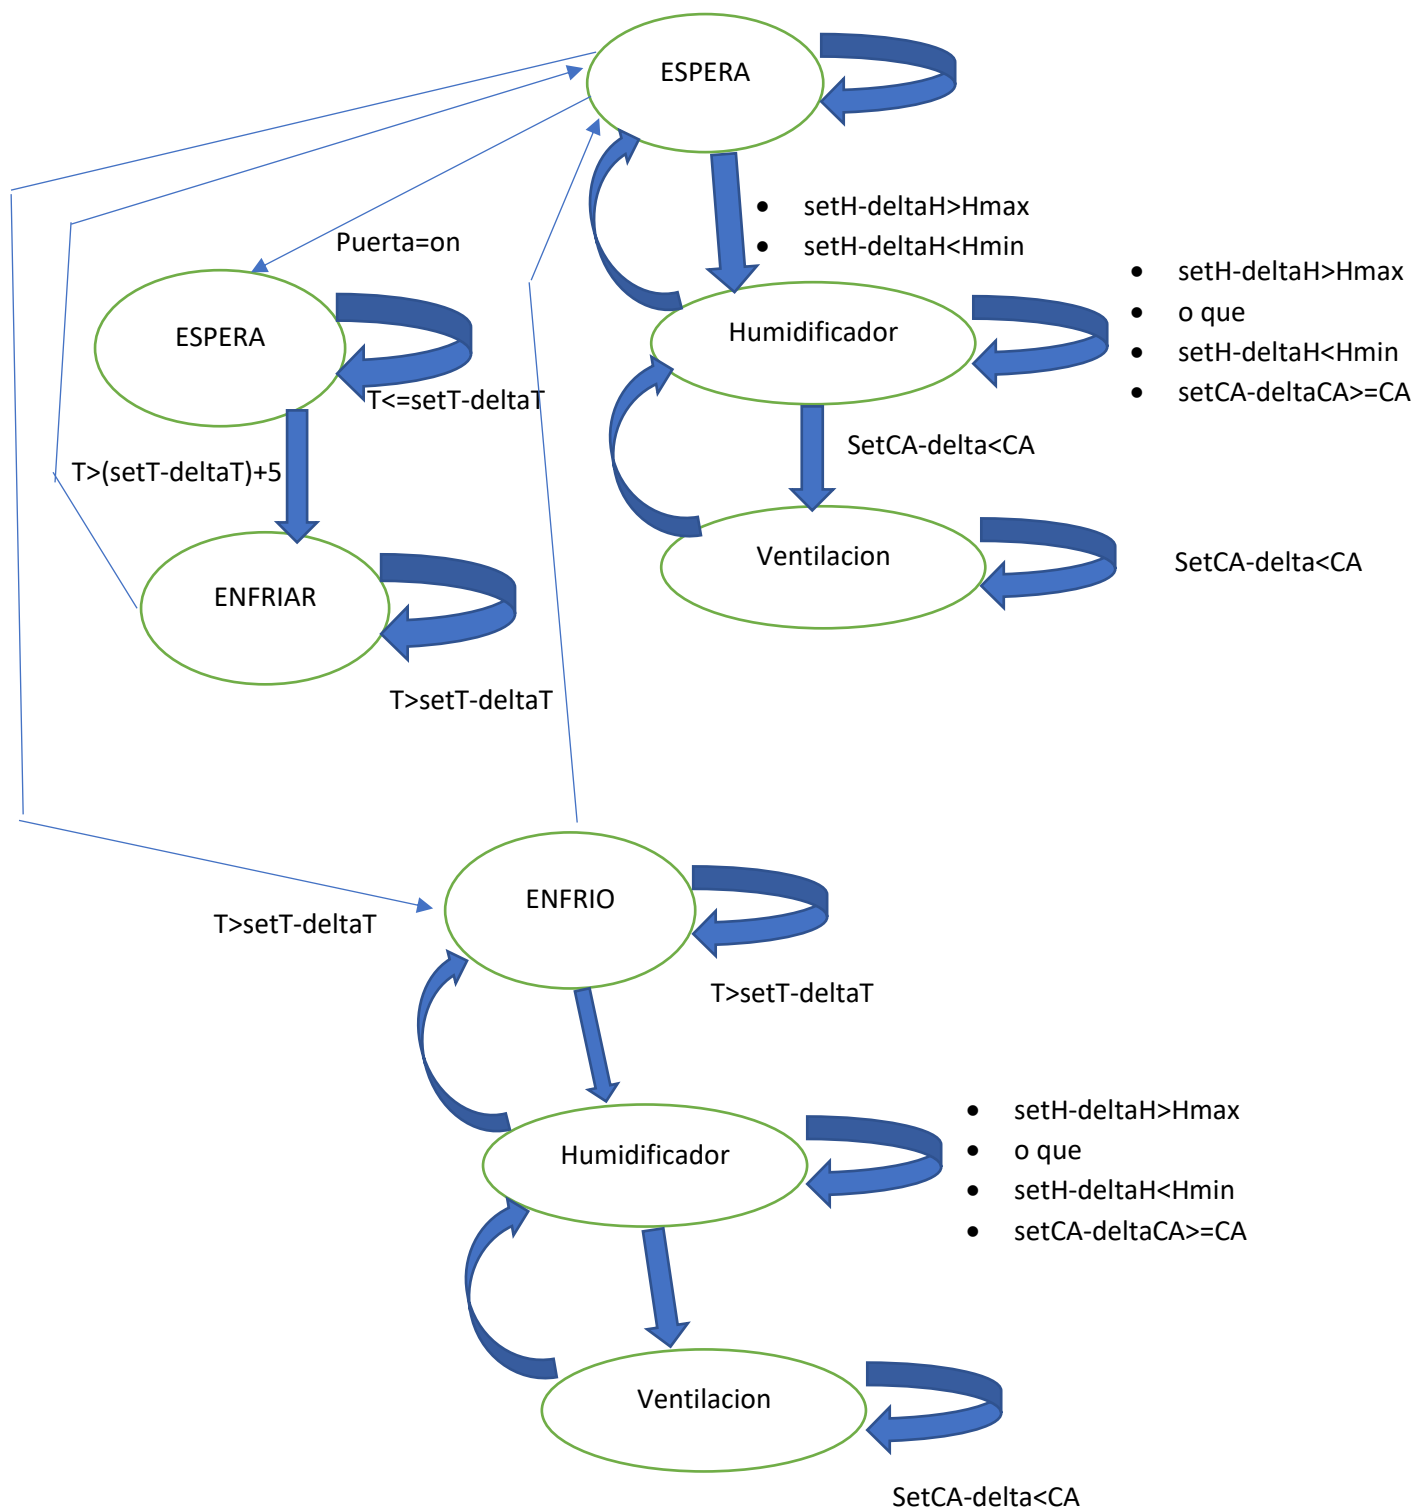 ESPERA
• setH-deltaH>Hmax
• setH-deltaH<Hmin
Puerta=on
• setH-deltaH>Hmax
• o que
• setH-deltaH<Hmin
• setCA-deltaCA>=CA
ESPERA
Humidificador
T<=setT-deltaT
SetCA-delta<CA
T>(setT-deltaT)+5
Ventilacion
SetCA-delta<CA
ENFRIAR
T>setT-deltaT
ENFRIO
T>setT-deltaT
T>setT-deltaT
• setH-deltaH>Hmax
• o que
• setH-deltaH<Hmin
• setCA-deltaCA>=CA
Humidificador
Ventilacion
SetCA-delta<CA